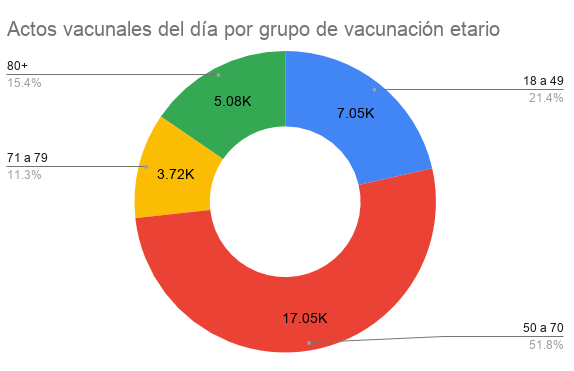 Actos vacunales del día por grupo de vacunación etario
80+
15.4%
18 a 49
21.4%
5.08K
7.05K
71 a 79
11.3%
3.72K
17.05K
50 a 70
51.8%